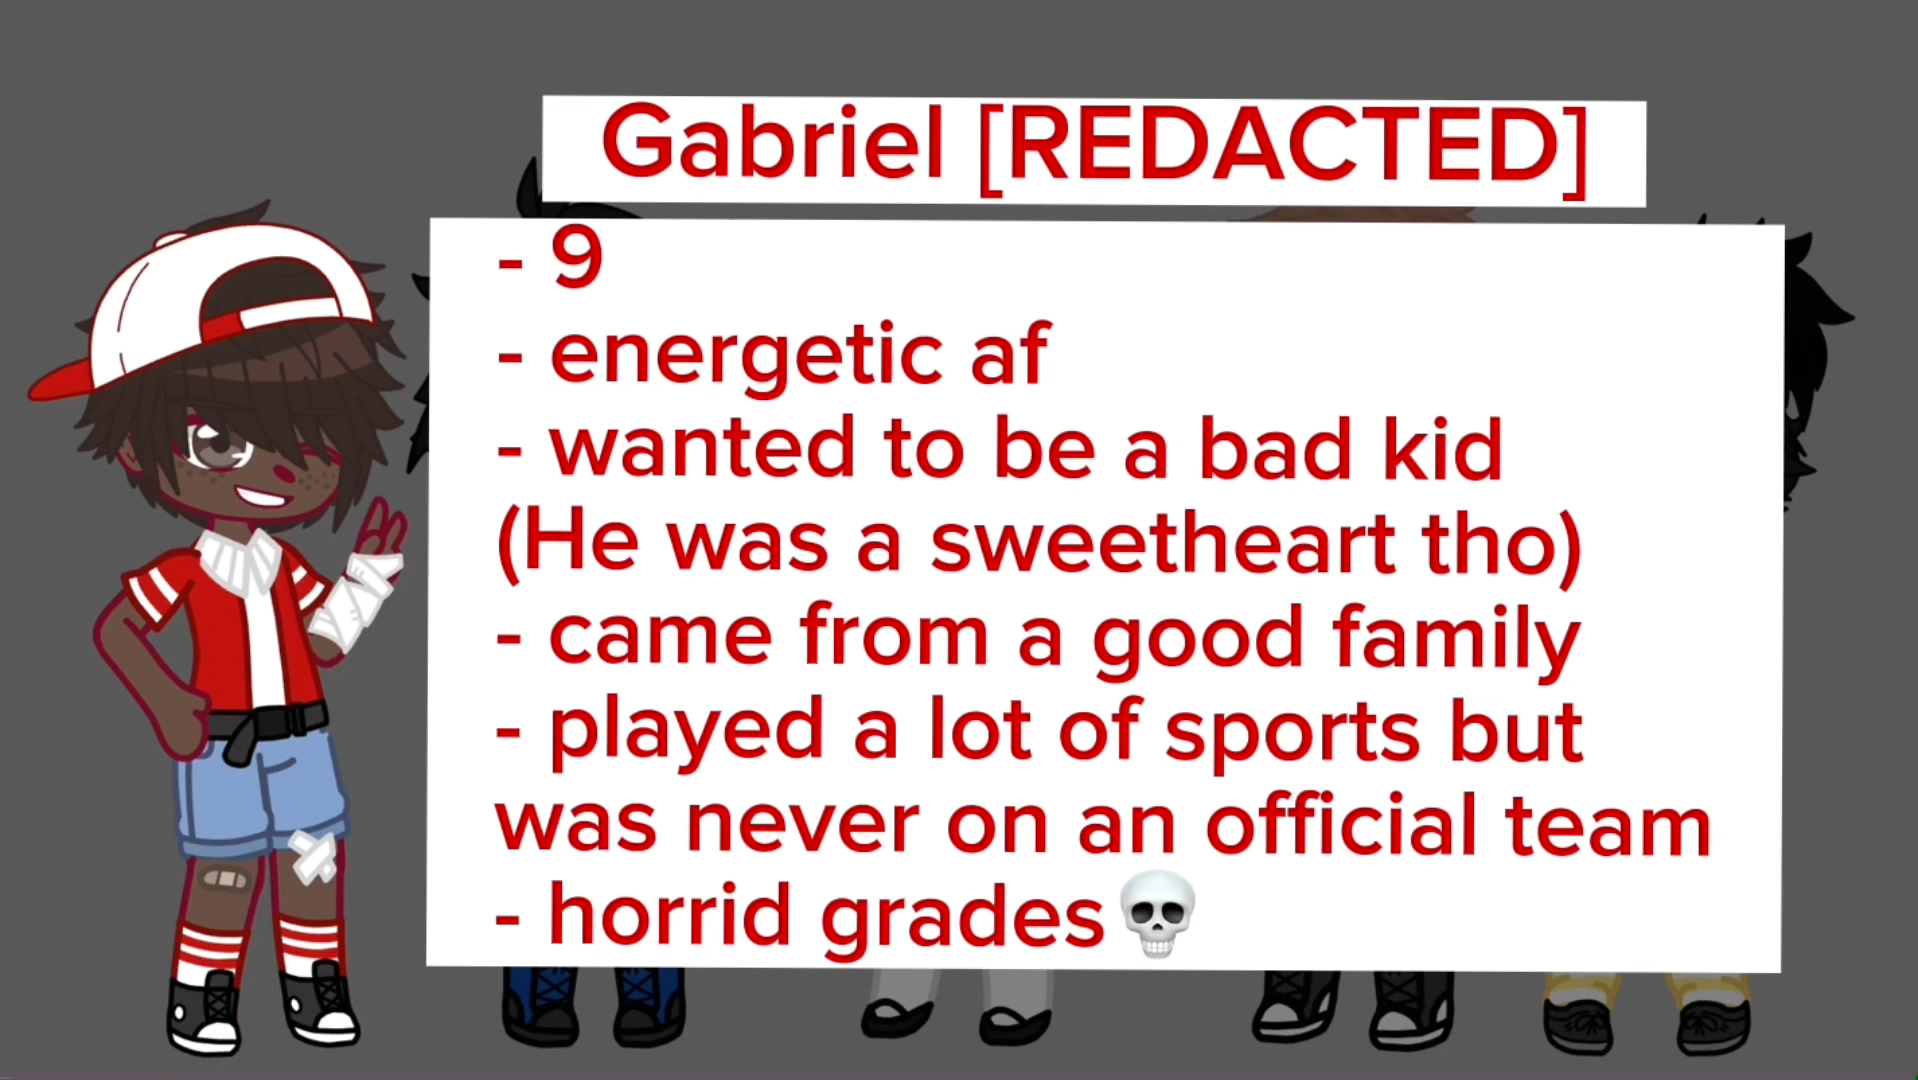 Gabriel [REDACTED]
- 9
- energetic af
- wanted to be a bad kid
(He was a sweetheart tho)
- came from a good family
- played a lot of sports but
was never on an official team
- horrid grades💀